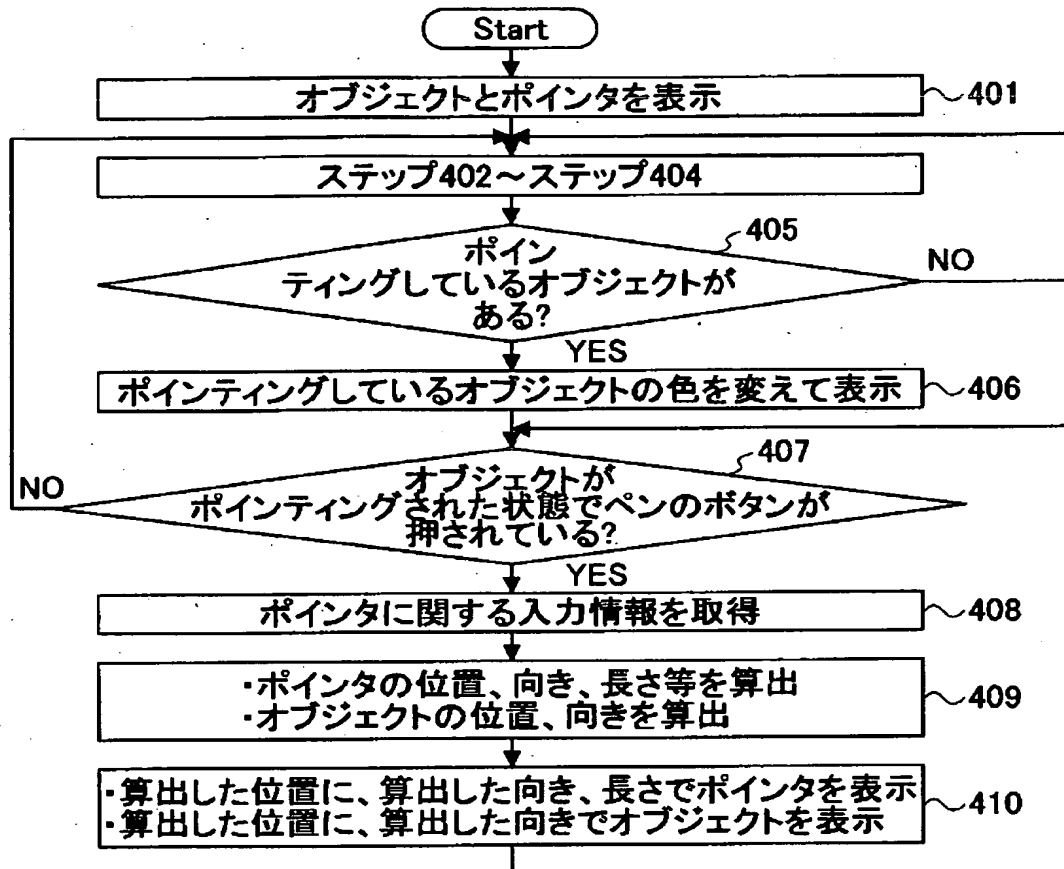 Start
オブジェクトとポインタを表示
401
ステップ402～ステップ404
405
ポイン
ティングしているオブジェクトが
ある?
NO
YES
ポインティングしているオブジェクトの色を変えて表示
406
407
オブジェクトが
ポインティングされた状態でペンのボタンが
押されている?
NO
YES
ポインタに関する入力情報を取得
408
・ポインタの位置、向き、長さ等を算出
・オブジェクトの位置、向きを算出
409
・算出した位置に、算出した向き、長さでポインタを表示
・算出した位置に、算出した向きでオブジェクトを表示
410